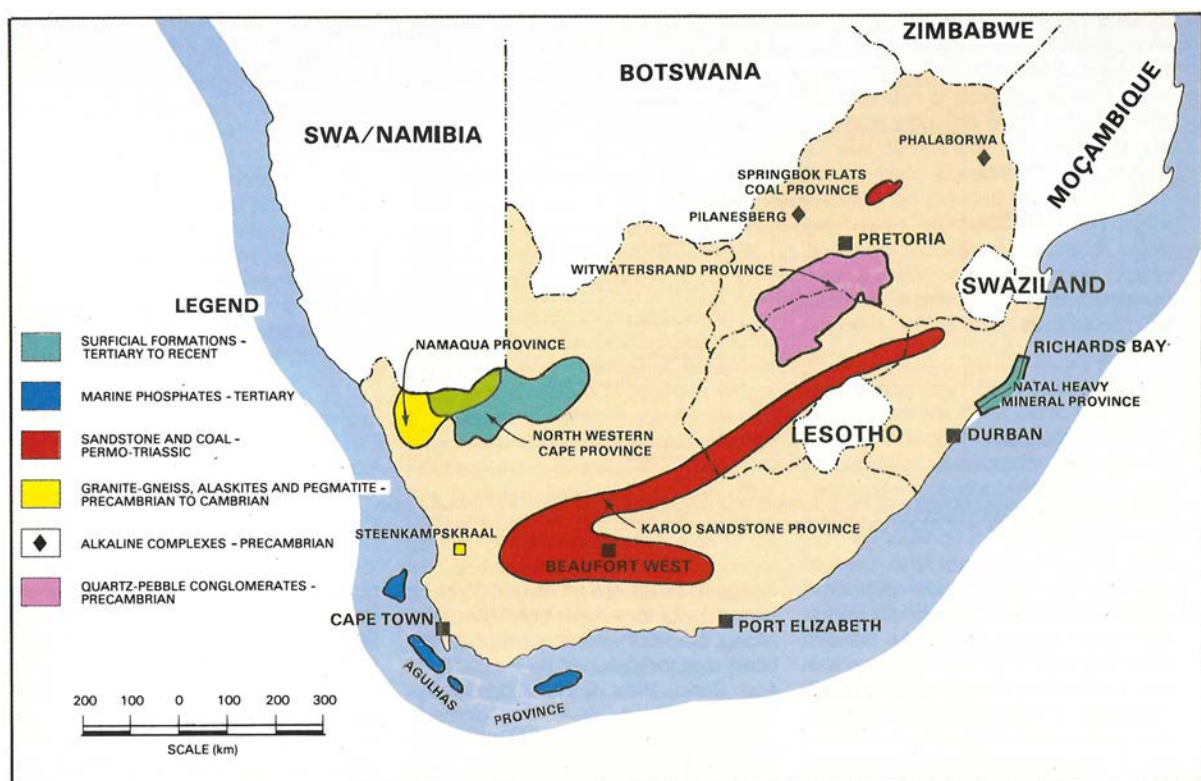 ZIMBABWE
BOTSWANA
SWA/NAMIBIA
MOÇAMBIQUE
PHALABORWA
SPRINGBOK FLATS
COAL PROVINCE
PILANESBERG
PRETORIA
WITWATERSRAND PROVINCE
SWAZILAND
LEGEND
SURFICIAL FORMATIONS –
TERTIARY TO RECENT
MARINE PHOSPHATES – TERTIARY
SANDSTONE AND COAL –
PERMO-TRIASSIC
GRANITE-GNEISS, ALASKITES AND PEGMATITE –
PRECAMBRIAN TO CAMBRIAN
ALKALINE COMPLEXES – PRECAMBRIAN
QUARTZ-PEBBLE CONGLOMERATES –
PRECAMBRIAN
NAMAQUA PROVINCE
RICHARDS BAY
NATAL HEAVY
MINERAL PROVINCE
NORTH WESTERN
CAPE PROVINCE
LESOTHO
DURBAN
KAROO SANDSTONE PROVINCE
STEENKAMPSKRAAL
BEAUFORT WEST
CAPE TOWN
PORT ELIZABETH
AGULHAS
PROVINCE
200 100 0 100 200 300
SCALE (km)